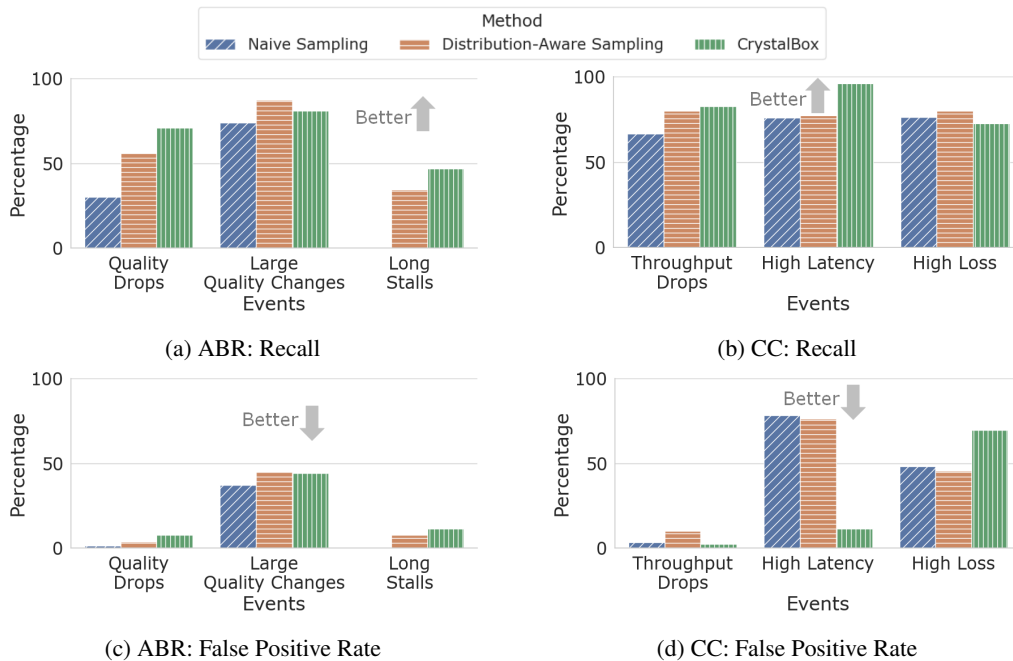 Method
Naive Sampling
Distribution-Aware Sampling
CrystalBox
100
50
0
Percentage
Better
Quality
Drops
Large
Quality Changes
Long
Stalls
Events
(a) ABR: Recall
100
50
0
Percentage
Better
Throughput
Drops
High Latency
High Loss
Events
(b) CC: Recall
100
50
0
Percentage
Better
Quality
Drops
Large
Quality Changes
Long
Stalls
Events
(c) ABR: False Positive Rate
100
50
0
Percentage
Better
Throughput
Drops
High Latency
High Loss
Events
(d) CC: False Positive Rate